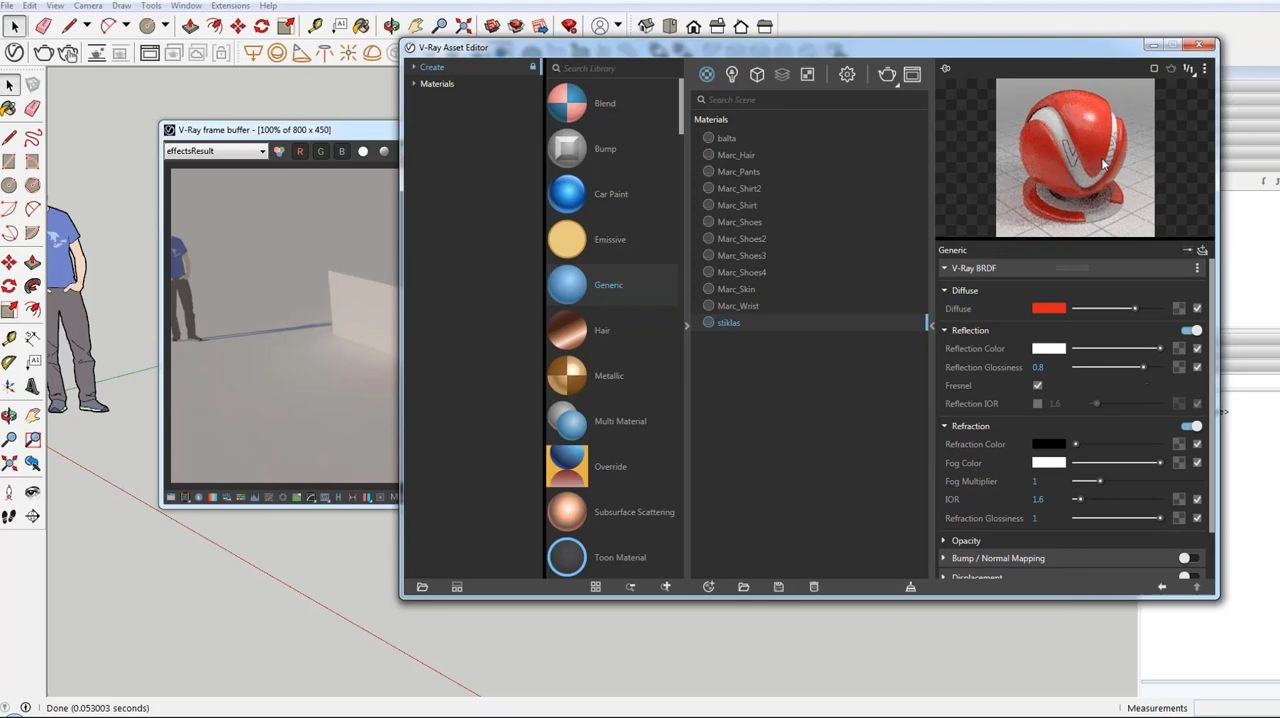 File Edit View Camera Draw Tools Window Extensions Help
V-Ray Asset Editor
Create
Materials
Search Library
Blend
Bump
Car Paint
Emissive
Generic
Hair
Metallic
Multi Material
Override
Subsurface Scattering
Toon Material
Search Scene
Materials
balta
Marc_Hair
Marc_Pants
Marc_Shirt2
Marc_Shirt
Marc_Shoes
Marc_Shoes2
Marc_Shoes3
Marc_Shoes4
Marc_Skin
Marc_Wrist
stiklas
1/1
Generic
V-Ray BRDF
Diffuse
Diffuse
Reflection
Reflection Color
Reflection Glossiness 0.8
Fresnel
Reflection IOR 1.6
Refraction
Refraction Color
Fog Color
Fog Multiplier 1
IOR 1.6
Refraction Glossiness 1
Opacity
Bump / Normal Mapping
Displacement
V-Ray frame buffer - [100% of 800 x 450]
effectsResult
R G B
H
Done (0.053003 seconds)
Measurements